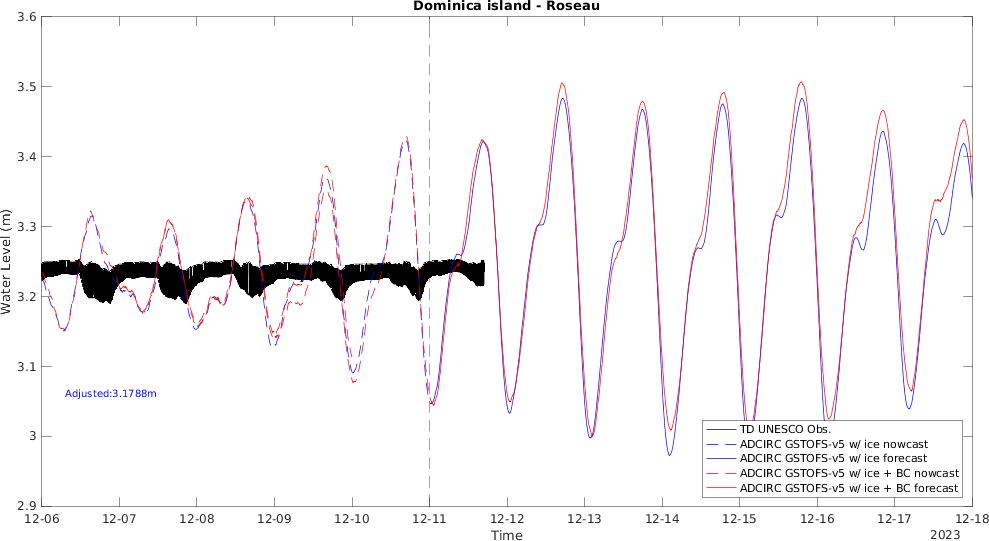 Dominica island - Roseau
3.6
3.5
3.4
3.3
3.2
3.1
3
2.9
Water Level (m)
Adjusted:3.1788m
TD UNESCO Obs.
ADCIRC GSTOFS-v5 w/ ice nowcast
ADCIRC GSTOFS-v5 w/ ice forecast
ADCIRC GSTOFS-v5 w/ ice + BC nowcast
ADCIRC GSTOFS-v5 w/ ice + BC forecast
12-06 12-07 12-08 12-09 12-10 12-11 12-12 12-13 12-14 12-15 12-16 12-17 12-18
Time
2023